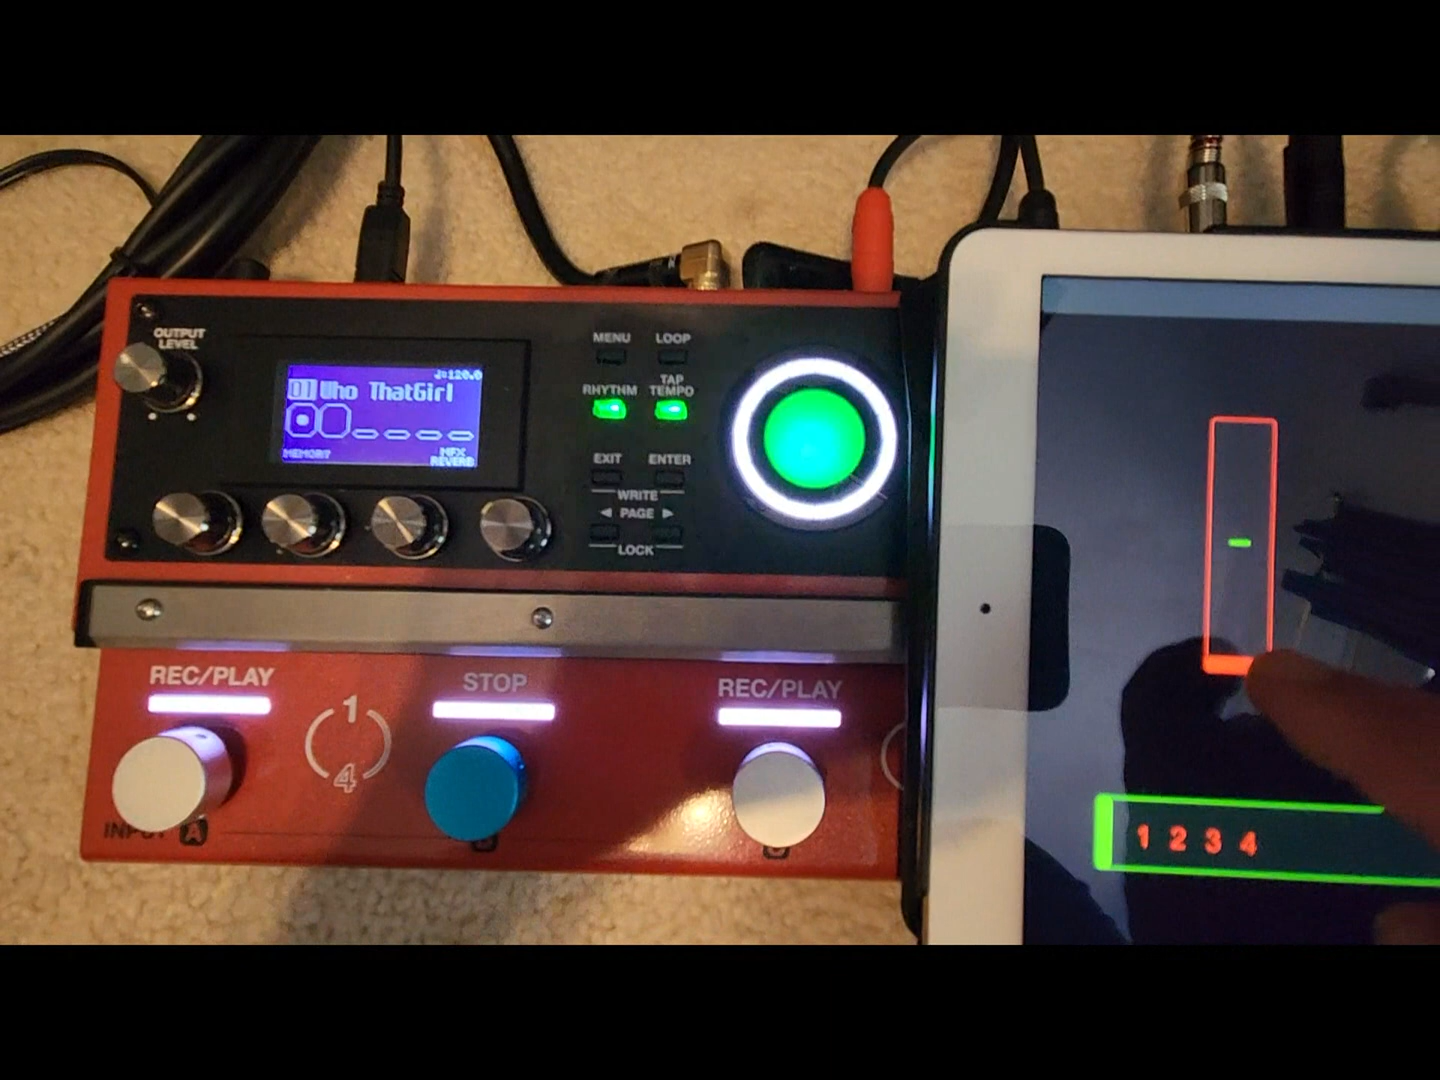 OUTPUT
LEVEL
♩=120.0
01 Who ThatGirl
MEMORY
MFX
REVERB
MENU
LOOP
RHYTHM
TAP
TEMPO
EXIT
ENTER
WRITE
◀ PAGE ▶
LOCK
REC/PLAY
STOP
REC/PLAY
1
4
INPUT A
1 2 3 4